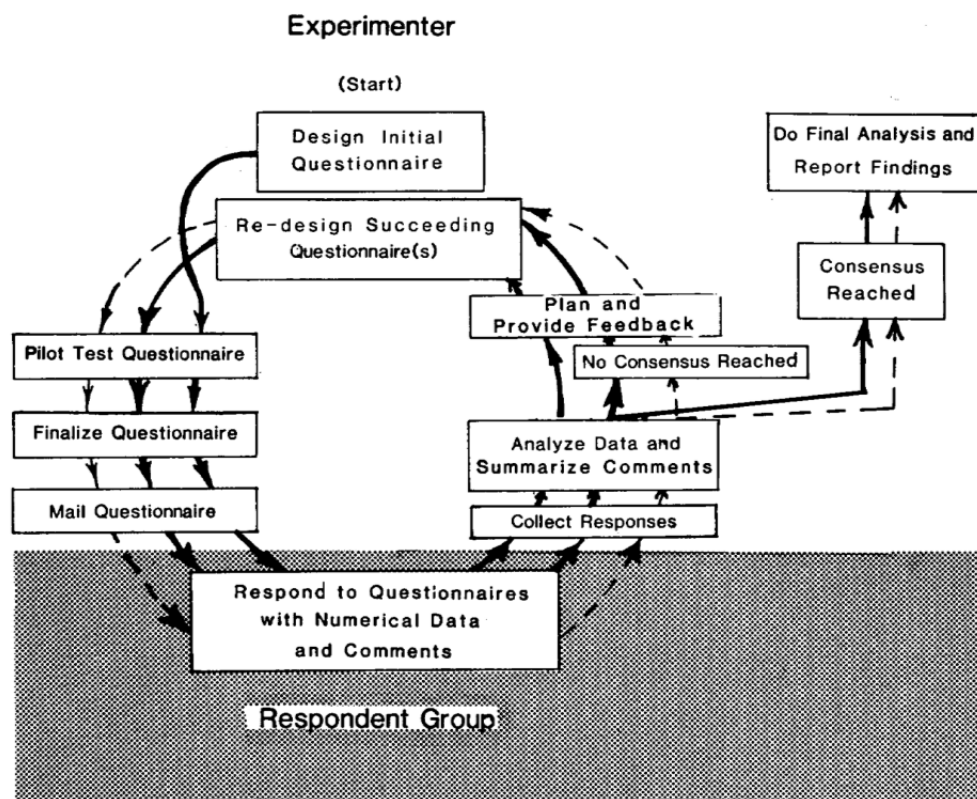 Experimenter
(Start)
Design Initial
Questionnaire
Do Final Analysis and
Report Findings
Re-design Succeeding
Questionnaire(s)
Consensus
Reached
Plan and
Provide Feedback
Pilot Test Questionnaire
No Consensus Reached
Finalize Questionnaire
Analyze Data and
Summarize Comments
Mail Questionnaire
Collect Responses
Respond to Questionnaires
with Numerical Data
and Comments
Respondent Group